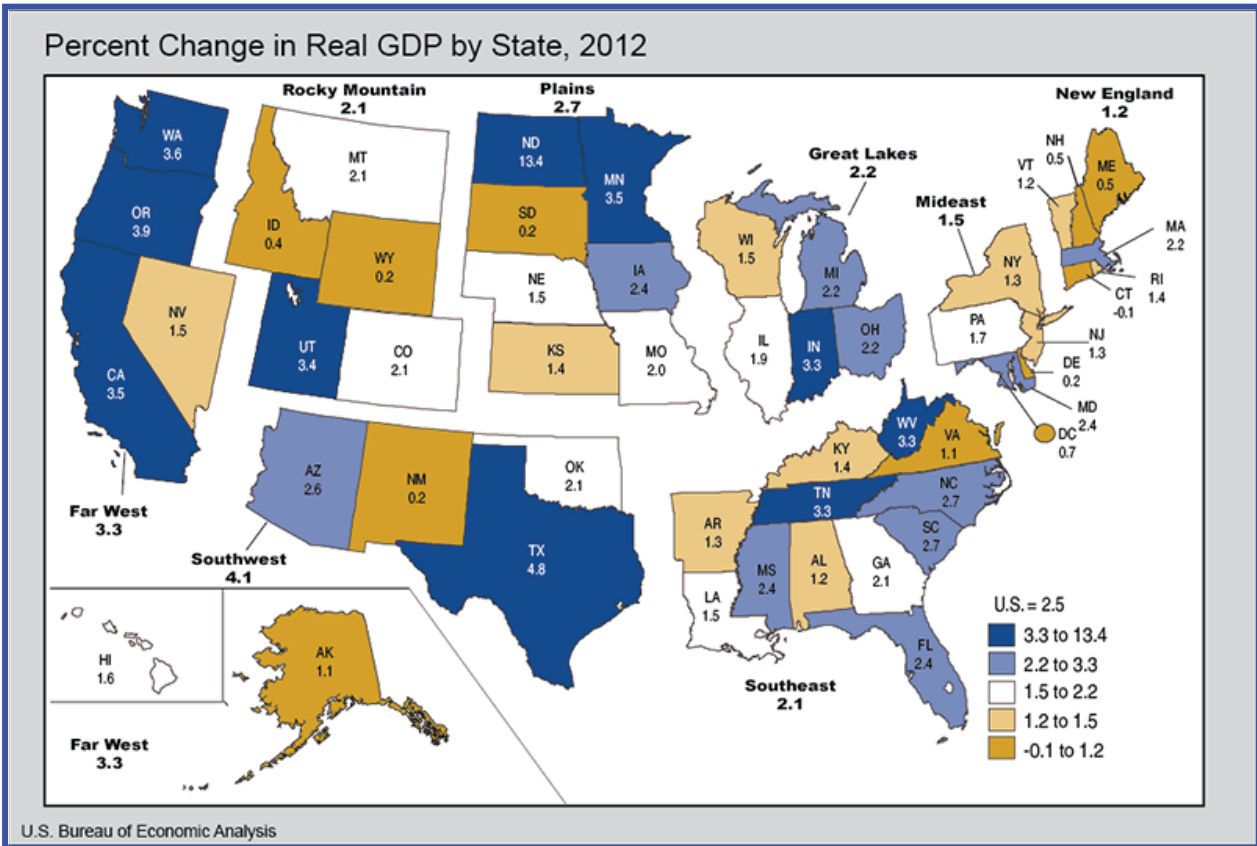 Percent Change in Real GDP by State, 2012
Rocky Mountain
2.1
Plains
2.7
New England
1.2
Great Lakes
2.2
Mideast
1.5
WA
3.6
OR
3.9
CA
3.5
NV
1.5
ID
0.4
MT
2.1
WY
0.2
UT
3.4
CO
2.1
ND
13.4
SD
0.2
NE
1.5
KS
1.4
MN
3.5
IA
2.4
MO
2.0
WI
1.5
MI
2.2
IL
1.9
IN
3.3
OH
2.2
NH
0.5
VT
1.2
ME
0.5
MA
2.2
RI
1.4
CT
-0.1
NY
1.3
PA
1.7
NJ
1.3
DE
0.2
MD
2.4
DC
0.7
AZ
2.6
NM
0.2
OK
2.1
TX
4.8
WV
3.3
VA
1.1
KY
1.4
TN
3.3
NC
2.7
SC
2.7
AR
1.3
LA
1.5
MS
2.4
AL
1.2
GA
2.1
FL
2.4
Far West
3.3
Southwest
4.1
Southeast
2.1
HI
1.6
AK
1.1
Far West
3.3
U.S. = 2.5
3.3 to 13.4
2.2 to 3.3
1.5 to 2.2
1.2 to 1.5
-0.1 to 1.2
U.S. Bureau of Economic Analysis